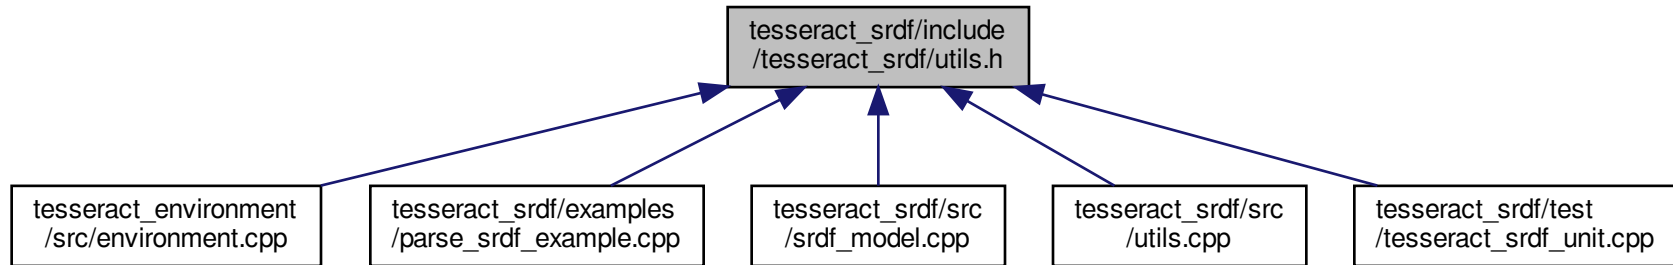 tesseract_srdf/include
/tesseract_srdf/utils.h
tesseract_environment
/src/environment.cpp
tesseract_srdf/examples
/parse_srdf_example.cpp
tesseract_srdf/src
/srdf_model.cpp
tesseract_srdf/src
/utils.cpp
tesseract_srdf/test
/tesseract_srdf_unit.cpp